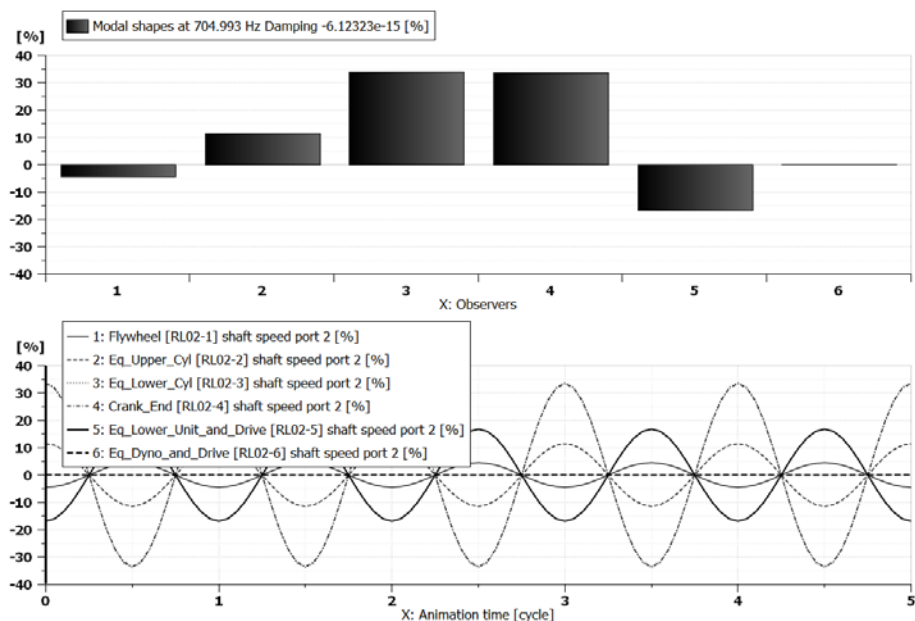 Modal shapes at 704.993 Hz Damping -6.12323e-15 [%]
[%]
40
30
20
10
0
-10
-20
-30
-40
1 2 3 4 5 6
X: Observers
1: Flywheel [RL02-1] shaft speed port 2 [%]
[%]
2: Eq_Upper_Cyl [RL02-2] shaft speed port 2 [%]
3: Eq_Lower_Cyl [RL02-3] shaft speed port 2 [%]
4: Crank_End [RL02-4] shaft speed port 2 [%]
5: Eq_Lower_Unit_and_Drive [RL02-5] shaft speed port 2 [%]
6: Eq_Dyno_and_Drive [RL02-6] shaft speed port 2 [%]
40
30
20
10
0
-10
-20
-30
-40
0 1 2 3 4 5
X: Animation time [cycle]